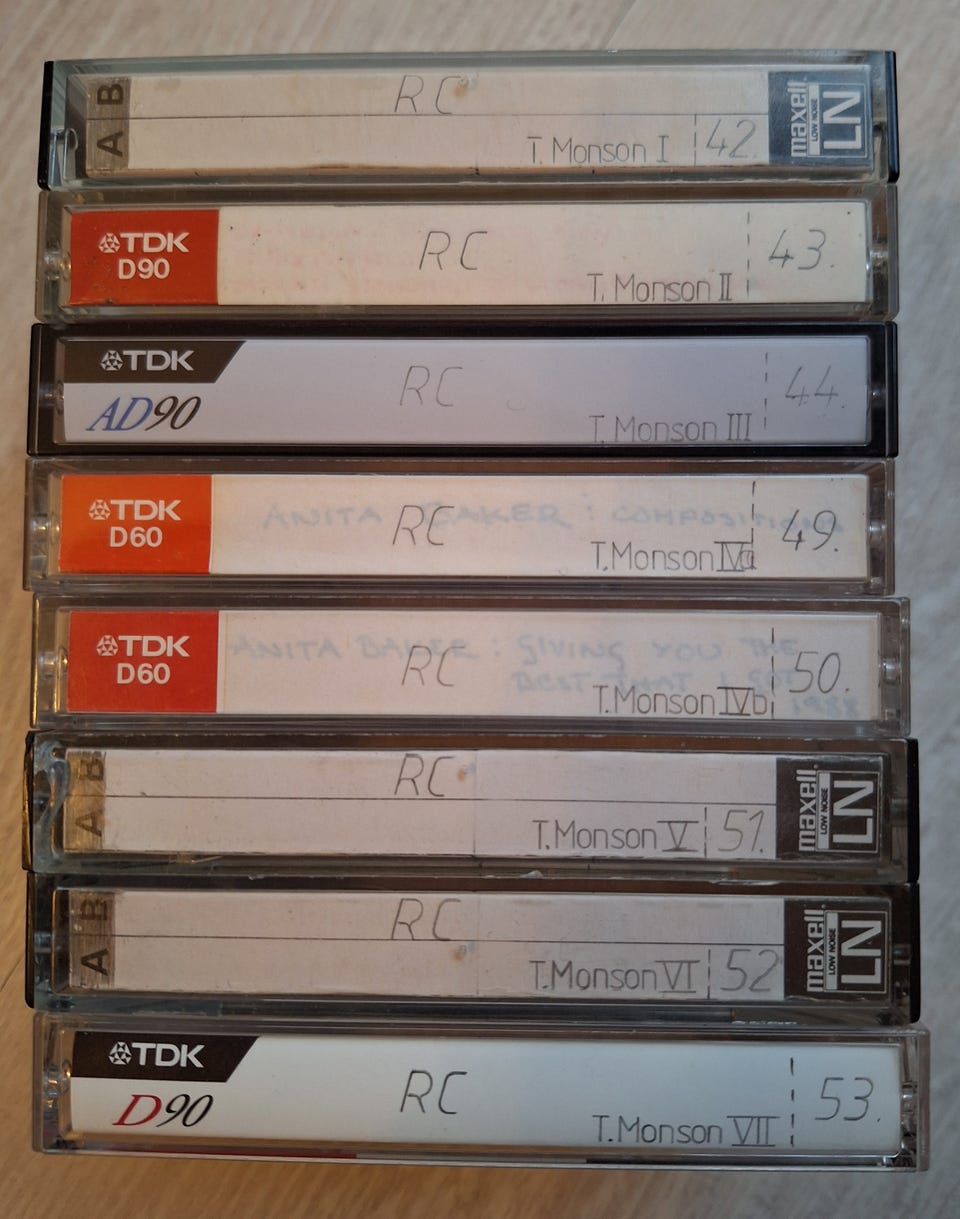 A B
RC
T. Monson I
42.
maxell
LOW NOISE
LN
TDK
D90
RC
T. Monson II
43.
TDK
AD90
RC
T. Monson III
44.
TDK
D60
ANITA BAKER : COMPOSITIONS
RC
T. Monson IVa
49.
TDK
D60
ANITA BAKER : GIVING YOU THE
BEST THAT I GOT
1988
RC
T. Monson IVb
50.
A B
RC
T. Monson V
51.
maxell
LOW NOISE
LN
A B
RC
T. Monson VI
52
maxell
LOW NOISE
LN
TDK
D90
RC
T. Monson VII
53.